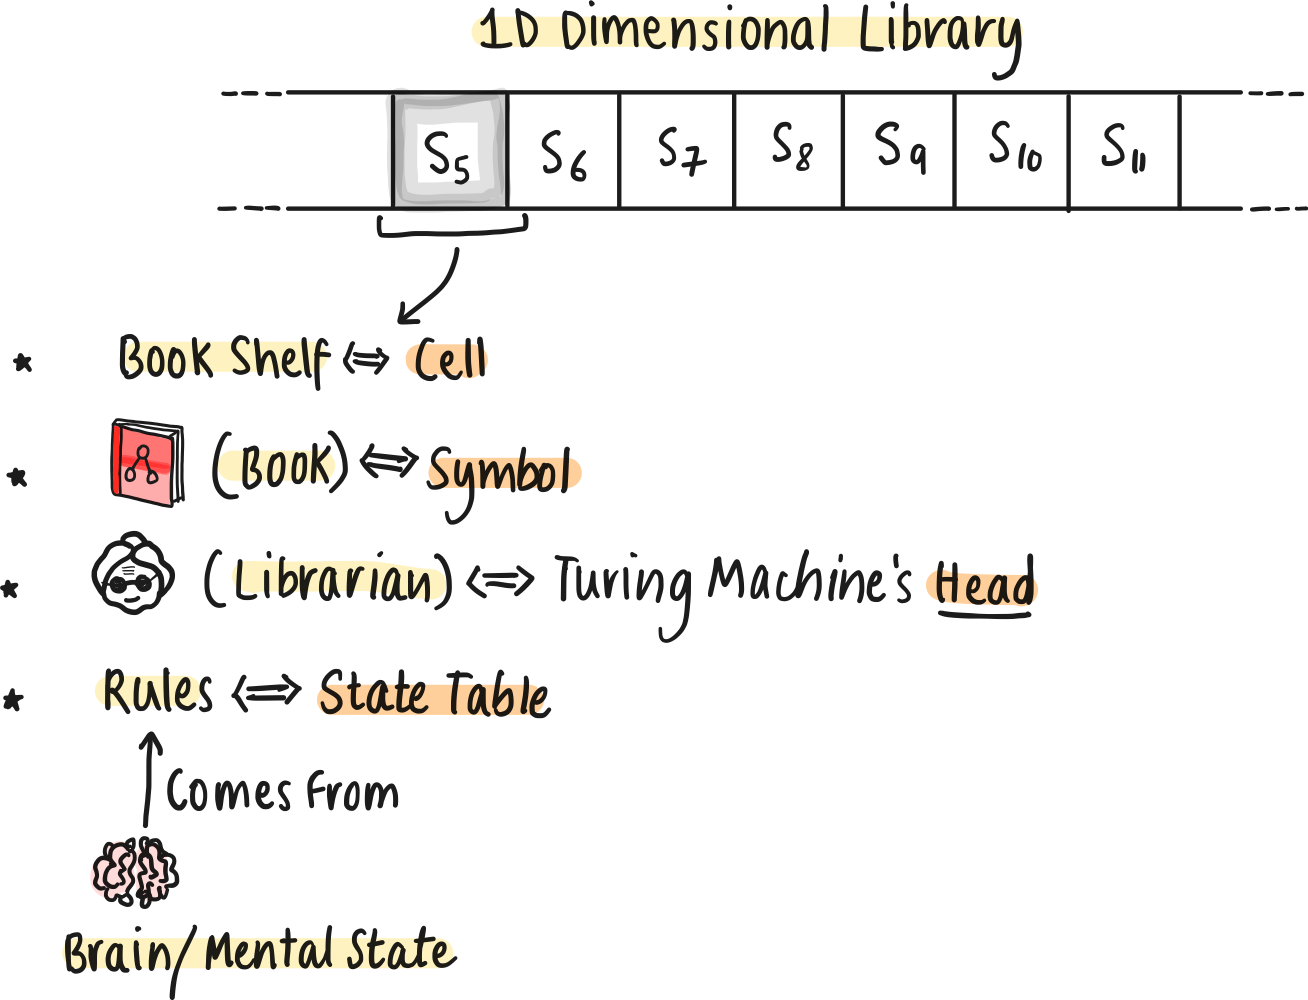 1D Dimensional Library
S5 S6 S7 S8 S9 S10 S11
* Book Shelf ⇔ Cell
* (Book) ⇔ Symbol
* (Librarian) ⇔ Turing Machine's Head
* Rules ⇔ State Table
Comes From
Brain/Mental State